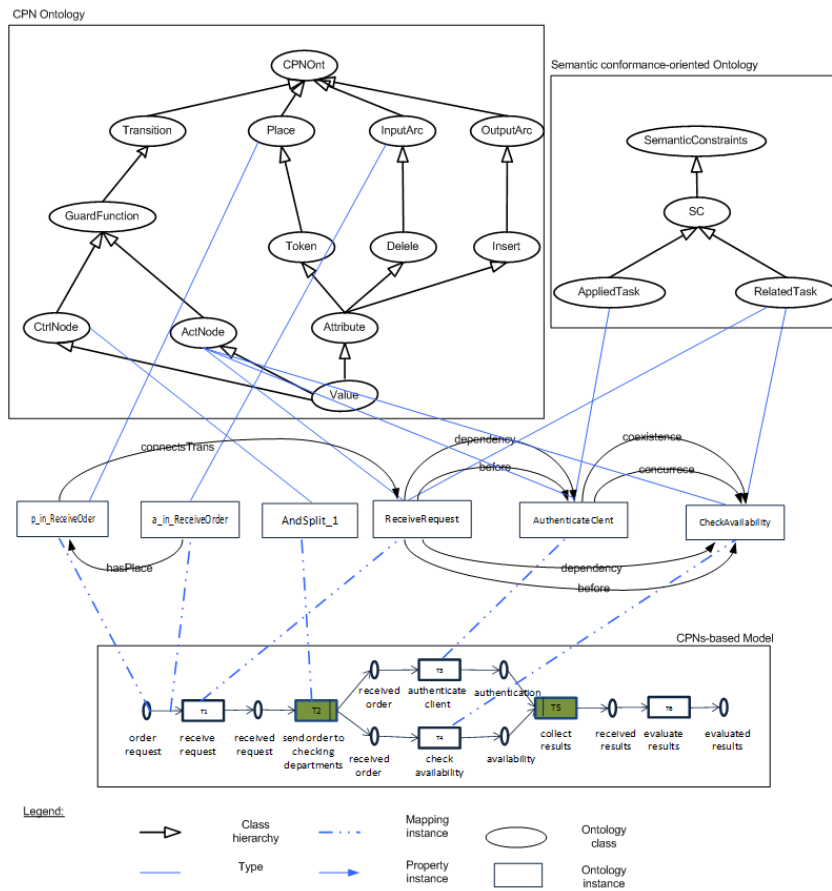 CPN Ontology
Semantic conformance-oriented Ontology
CPNOnt
Transition
Place
InputArc
OutputArc
SemanticConstraints
GuardFunction
SC
Token
Delele
Insert
AppliedTask
RelatedTask
CtrlNode
ActNode
Attribute
Value
connectsTrans
dependency
coexistence
before
concurrece
p_in_ReceiveOder
a_in_ReceiveOrder
AndSplit_1
ReceiveRequest
AuthenticateClient
CheckAvailability
hasPlace
dependency
before
CPNs-based Model
T3
received
order
authenticate
client
authentication
T1
T2
T5
T6
order
request
receive
request
received
request
send order to
checking
departments
T4
received
order
check
availability
availability
collect
results
received
results
evaluate
results
evaluated
results
Legend:
Class
hierarchy
Mapping
instance
Ontology
class
Type
Property
instance
Ontology
instance